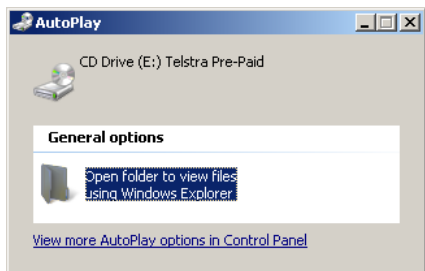 AutoPlay
CD Drive (E:) Telstra Pre-Paid
General options
Open folder to view files
using Windows Explorer
View more AutoPlay options in Control Panel